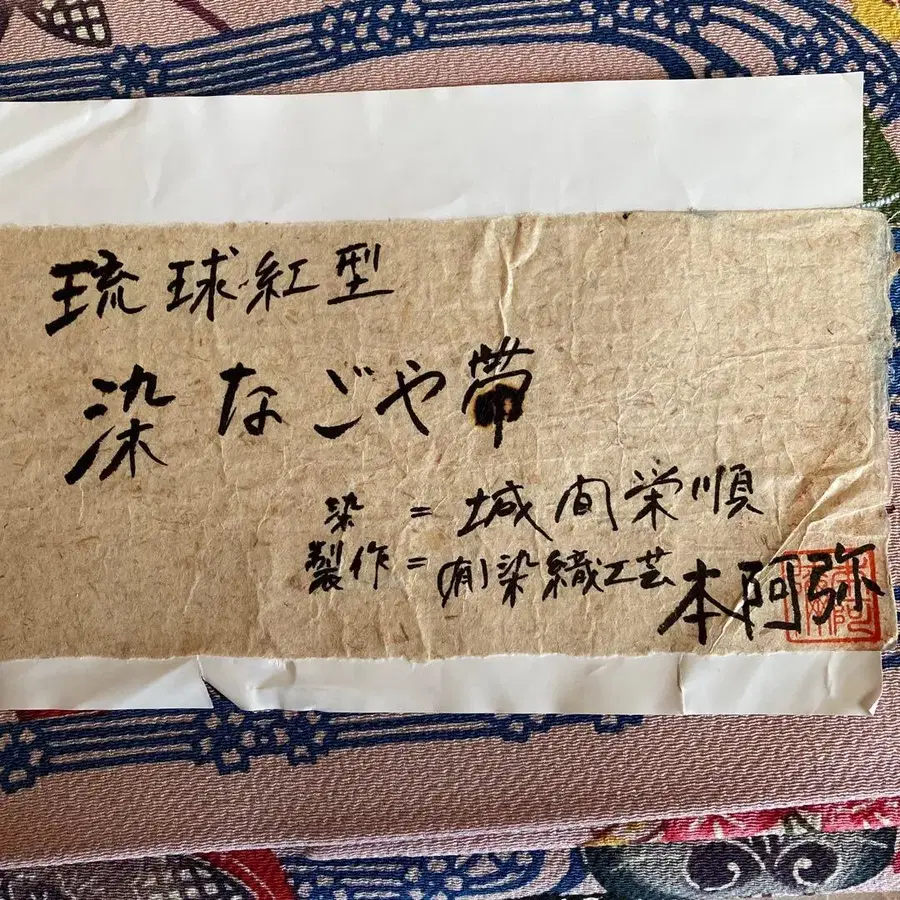 琉球紅型
染なごや帯
染=城間栄順
製作=(有)染織工芸 本阿弥